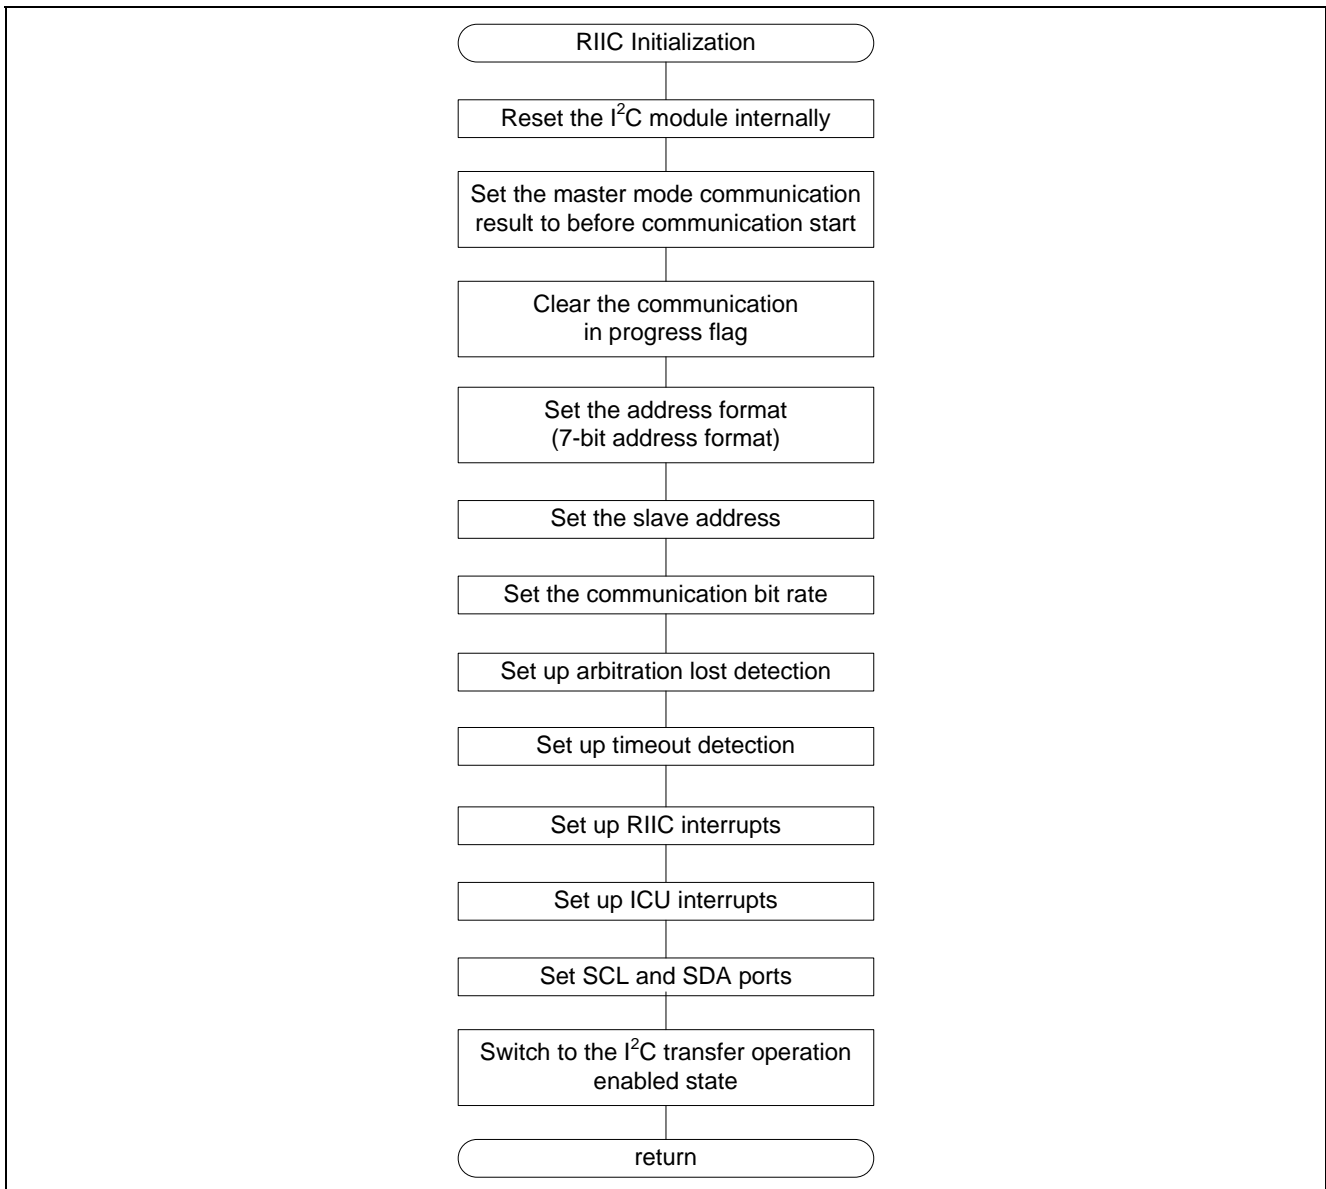 RIIC Initialization
Reset the I²C module internally
Set the master mode communication
result to before communication start
Clear the communication
in progress flag
Set the address format
(7-bit address format)
Set the slave address
Set the communication bit rate
Set up arbitration lost detection
Set up timeout detection
Set up RIIC interrupts
Set up ICU interrupts
Set SCL and SDA ports
Switch to the I²C transfer operation
enabled state
return